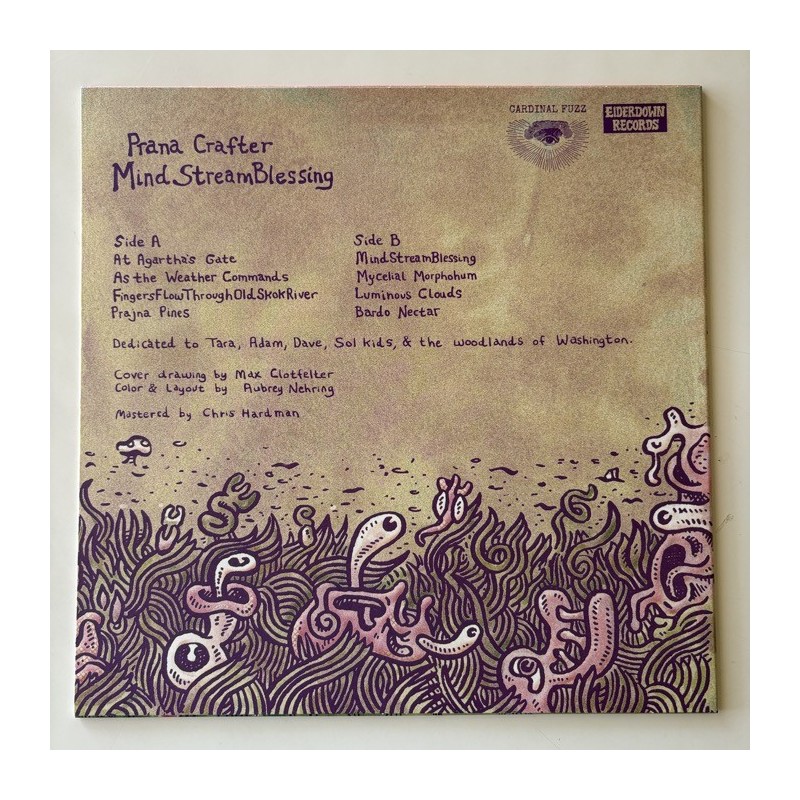 CARDINAL FUZZ
EIDERDOWN
RECORDS
Prana Crafter
MindStreamBlessing
Side A
At Agartha's Gate
As the Weather Commands
FingersFlowThroughOldSkokRiver
Prajna Pines
Side B
MindStreamBlessing
Mycelial Morphohum
Luminous Clouds
Bardo Nectar
Dedicated to Tara, Adam, Dave, Sol kids, & the woodlands of Washington.
Cover drawing by Max Clotfelter
Color & Layout by Aubrey Nehring
Mastered by Chris Hardman